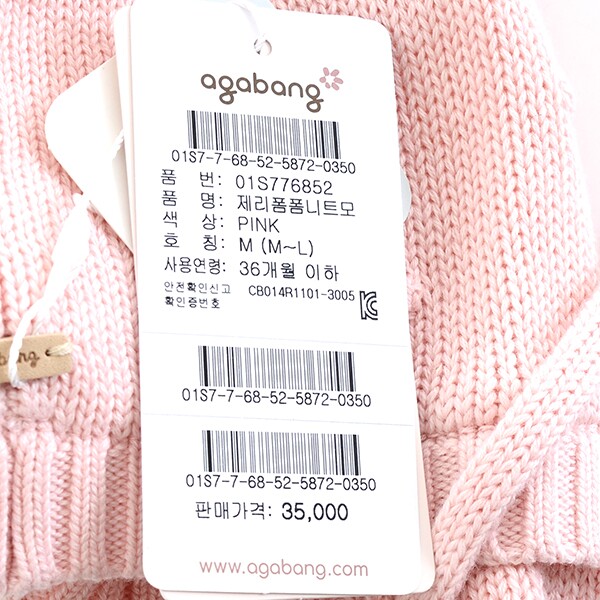 agabang
01S7-7-68-52-5872-0350
품 번: 01S776852
품 명: 제리폼폼니트모
색 상: PINK
호 칭: M (M~L)
사용연령: 36개월 이하
안전확인신고 CB014R1101-3005
확인증번호
01S7-7-68-52-5872-0350
01S7-7-68-52-5872-0350
판매가격: 35,000
www.agabang.com
agabang